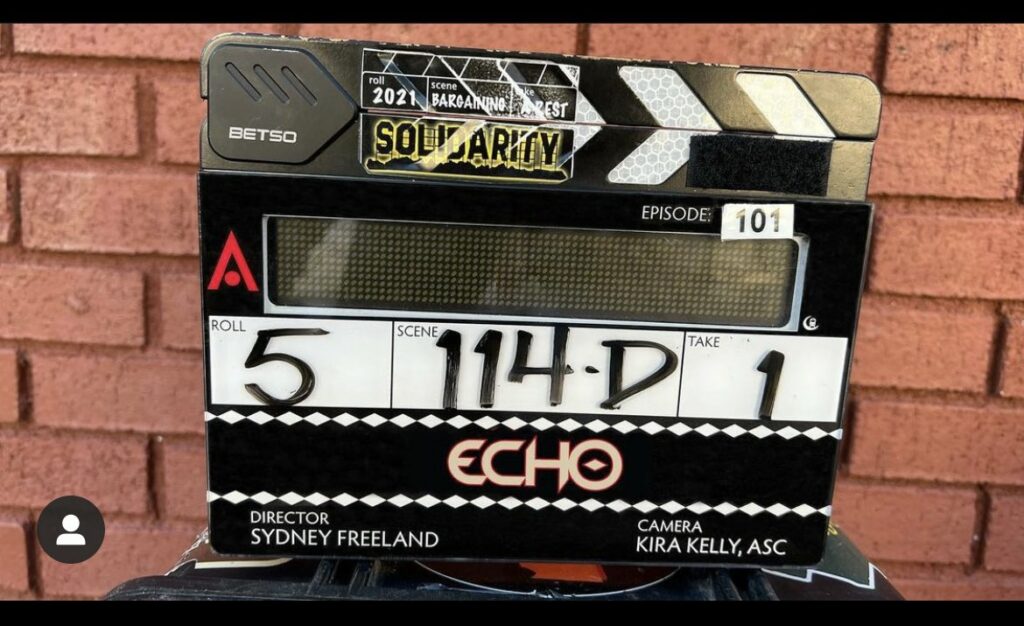 roll scene take
2021 BARGAINING A REST
BETSO
SOLIDARITY
EPISODE: 101
A
ROLL SCENE TAKE
5 114-D 1
ECHO
DIRECTOR
SYDNEY FREELAND
CAMERA
KIRA KELLY, ASC